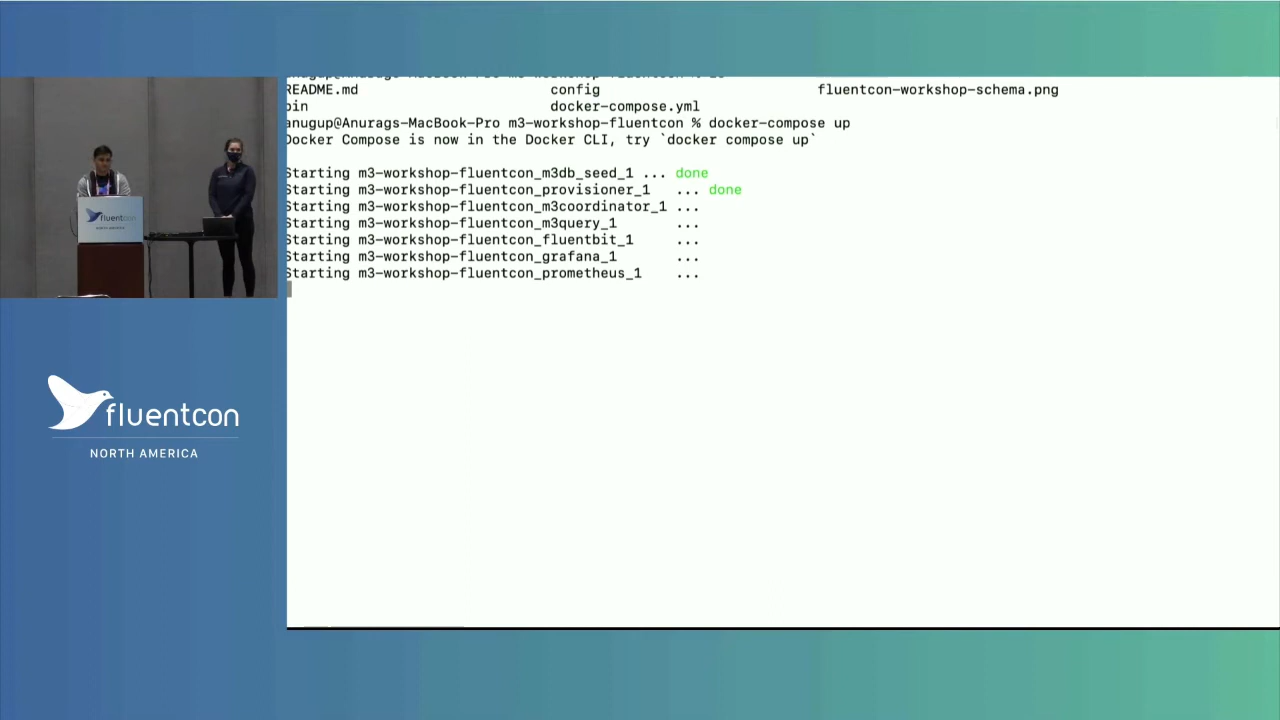 README.md config fluentcon-workshop-schema.png
bin docker-compose.yml
anugup@Anurags-MacBook-Pro m3-workshop-fluentcon % docker-compose up
Docker Compose is now in the Docker CLI, try `docker compose up`
Starting m3-workshop-fluentcon_m3db_seed_1 ... done
Starting m3-workshop-fluentcon_provisioner_1 ... done
Starting m3-workshop-fluentcon_m3coordinator_1 ...
Starting m3-workshop-fluentcon_m3query_1 ...
Starting m3-workshop-fluentcon_fluentbit_1 ...
Starting m3-workshop-fluentcon_grafana_1 ...
Starting m3-workshop-fluentcon_prometheus_1 ...
fluentcon
NORTH AMERICA
fluentcon
NORTH AMERICA